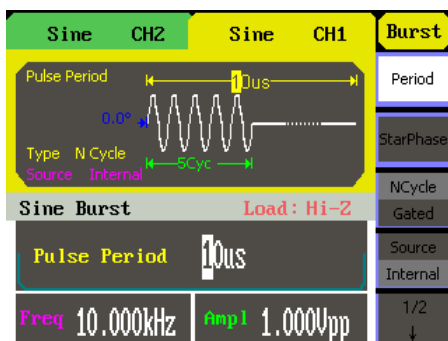 Sine CH2 Sine CH1 Burst
Pulse Period 10us
0.0°
Type N Cycle 5Cyc
Source Internal
Sine Burst Load: Hi-Z
Pulse Period 10us
Freq 10.000kHz Ampl 1.000Vpp
Period
StarPhase
NCycle
Gated
Source
Internal
1/2
↓